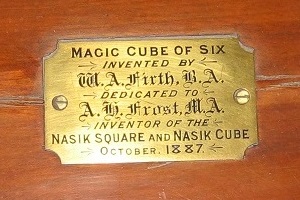 MAGIC CUBE OF SIX
INVENTED BY
W. A. Firth, B.A.
DEDICATED TO
A. H. Frost, M.A.
INVENTOR OF THE
NASIK SQUARE AND NASIK CUBE
OCTOBER. 1887.